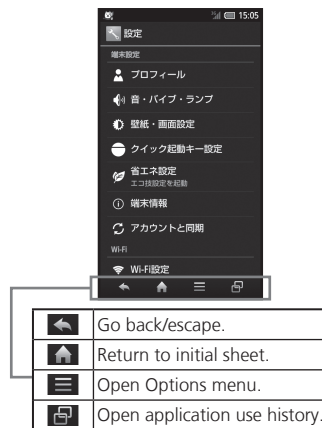 15:05
設定
端末設定
プロフィール
音・バイブ・ランプ
壁紙・画面設定
クイック起動キー設定
省エネ設定
エコ技設定を起動
端末情報
アカウントと同期
Wi-Fi
Wi-Fi設定
Go back/escape.
Return to initial sheet.
Open Options menu.
Open application use history.